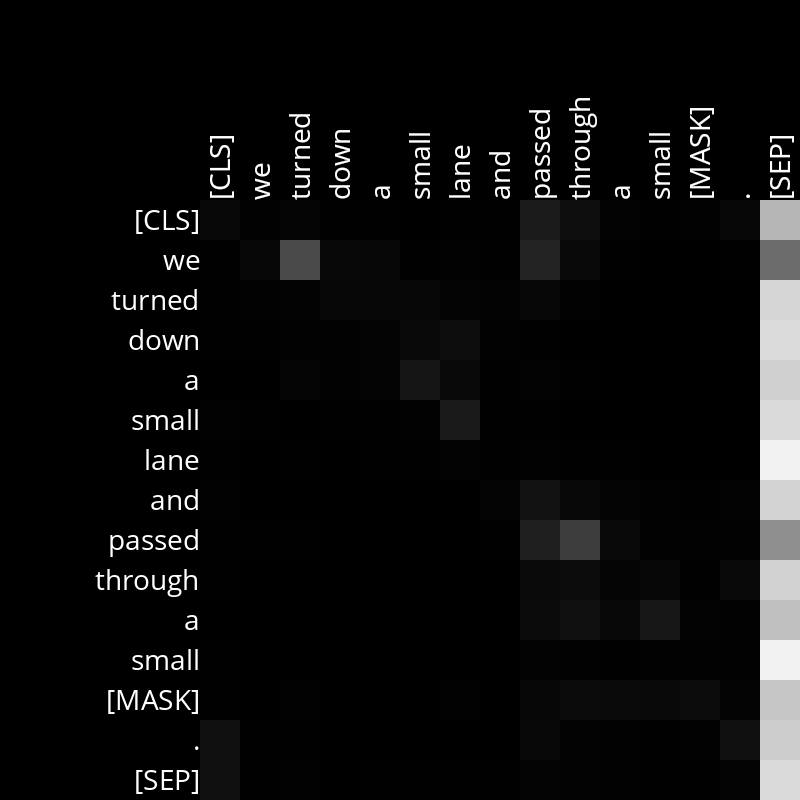 [CLS] we turned down a small lane and passed through a small [MASK] . [SEP]
[CLS]
we
turned
down
a
small
lane
and
passed
through
a
small
[MASK]
.
[SEP]